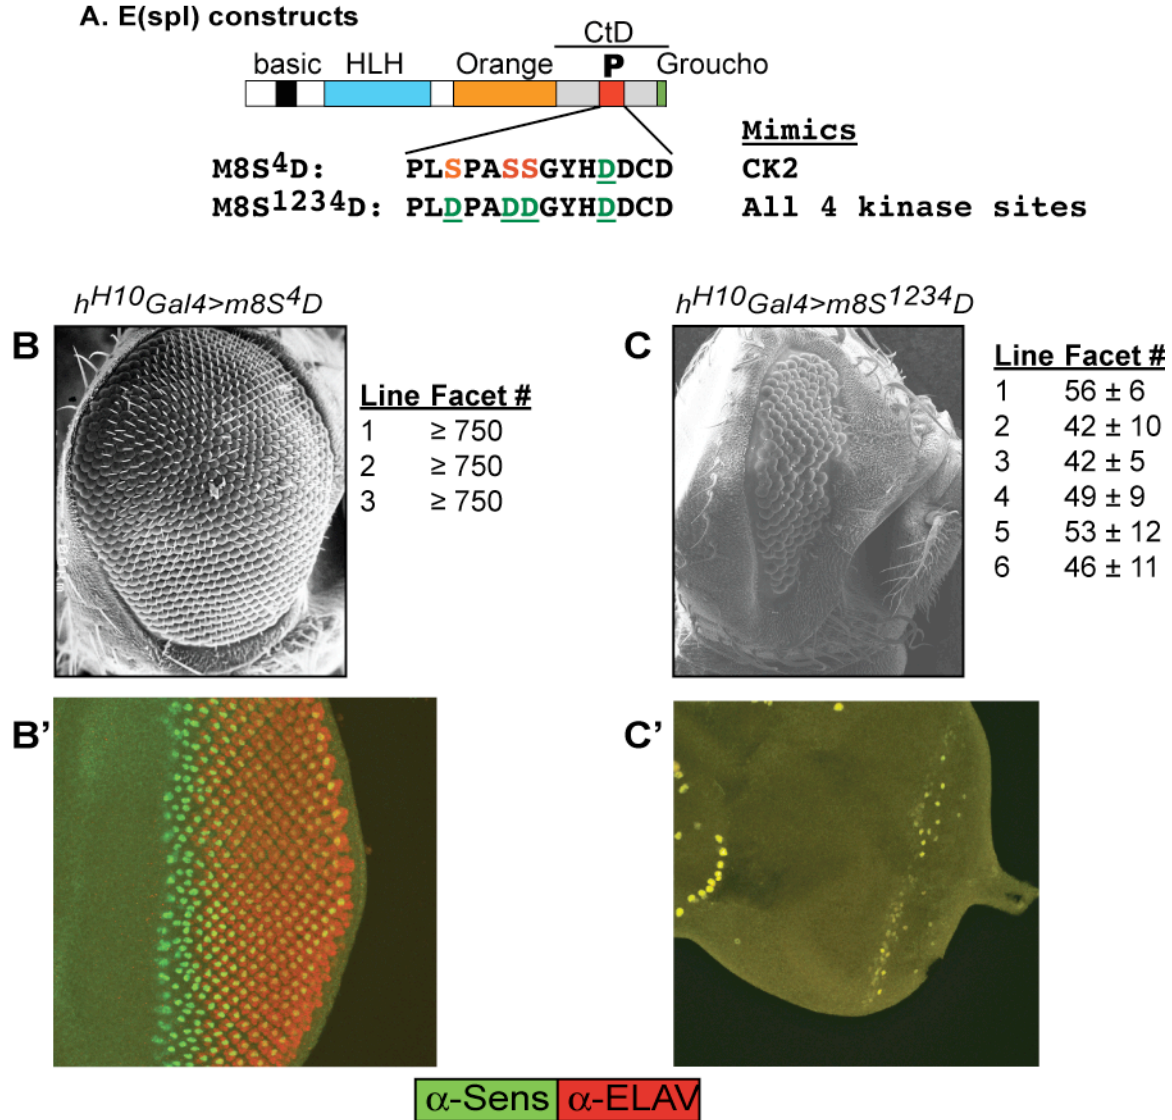 A. E(spl) constructs
CtD
basic HLH Orange P Groucho
Mimics
M8S4D: PLSPASSGYHDDCD CK2
M8S1234D: PLDPADDGYHDDCD All 4 kinase sites
hH10Gal4>m8S4D
hH10Gal4>m8S1234D
B
Line Facet #
1 ≥ 750
2 ≥ 750
3 ≥ 750
C
Line Facet #
1 56 ± 6
2 42 ± 10
3 42 ± 5
4 49 ± 9
5 53 ± 12
6 46 ± 11
B'
C'
α-Sens α-ELAV